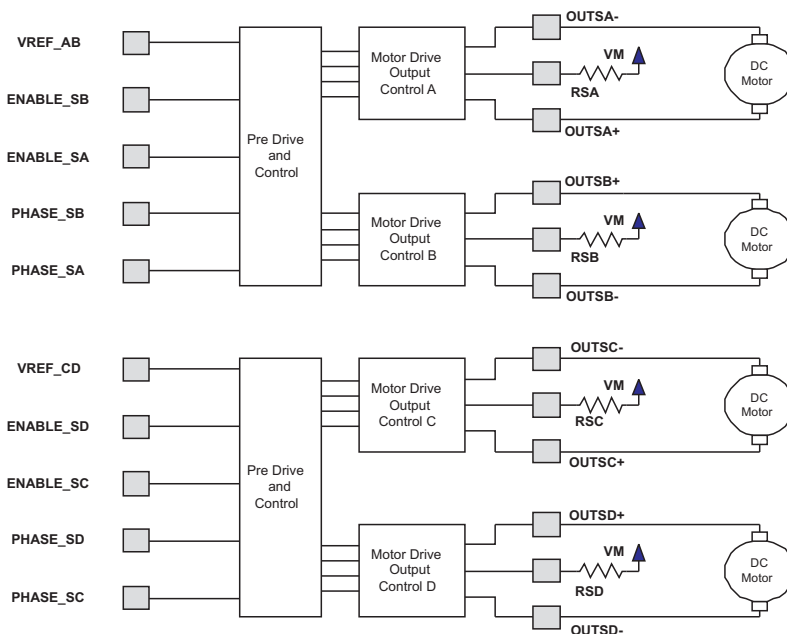 VREF_AB
ENABLE_SB
ENABLE_SA
PHASE_SB
PHASE_SA
Pre Drive
and
Control
Motor Drive
Output
Control A
OUTSA-
VM
RSA
OUTSA+
DC
Motor
Motor Drive
Output
Control B
OUTSB+
VM
RSB
OUTSB-
DC
Motor
VREF_CD
ENABLE_SD
ENABLE_SC
PHASE_SD
PHASE_SC
Pre Drive
and
Control
Motor Drive
Output
Control C
OUTSC-
VM
RSC
OUTSC+
DC
Motor
Motor Drive
Output
Control D
OUTSD+
VM
RSD
OUTSD-
DC
Motor